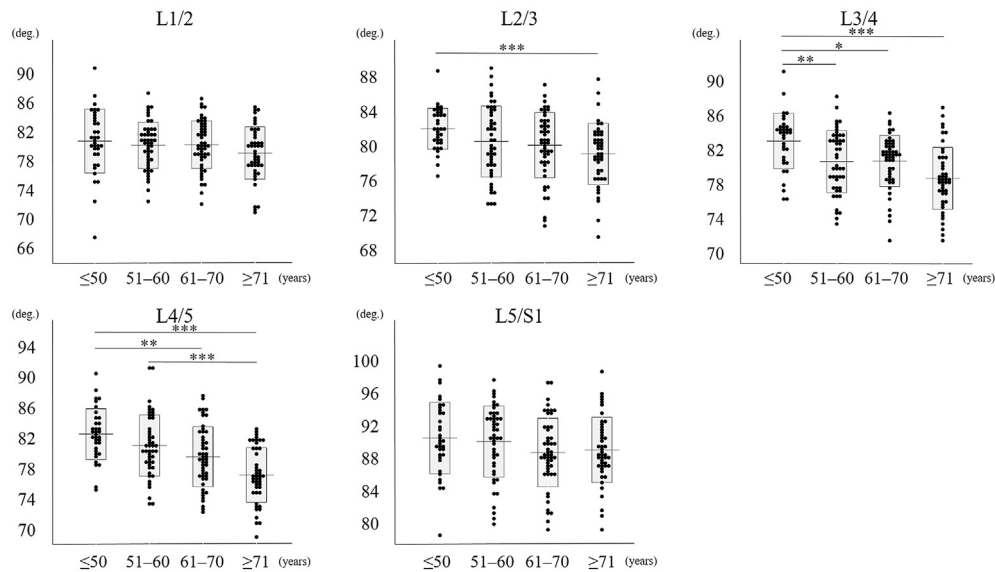 L1/2
(deg.)
90
86
82
78
74
70
66
≤50 51–60 61–70 ≥71 (years)
L2/3
(deg.)
***
88
84
80
76
72
68
≤50 51–60 61–70 ≥71 (years)
L3/4
(deg.)
***
*
**
90
86
82
78
74
70
≤50 51–60 61–70 ≥71 (years)
L4/5
(deg.)
***
**
***
94
90
86
82
78
74
70
≤50 51–60 61–70 ≥71 (years)
L5/S1
(deg.)
100
96
92
88
84
80
≤50 51–60 61–70 ≥71 (years)